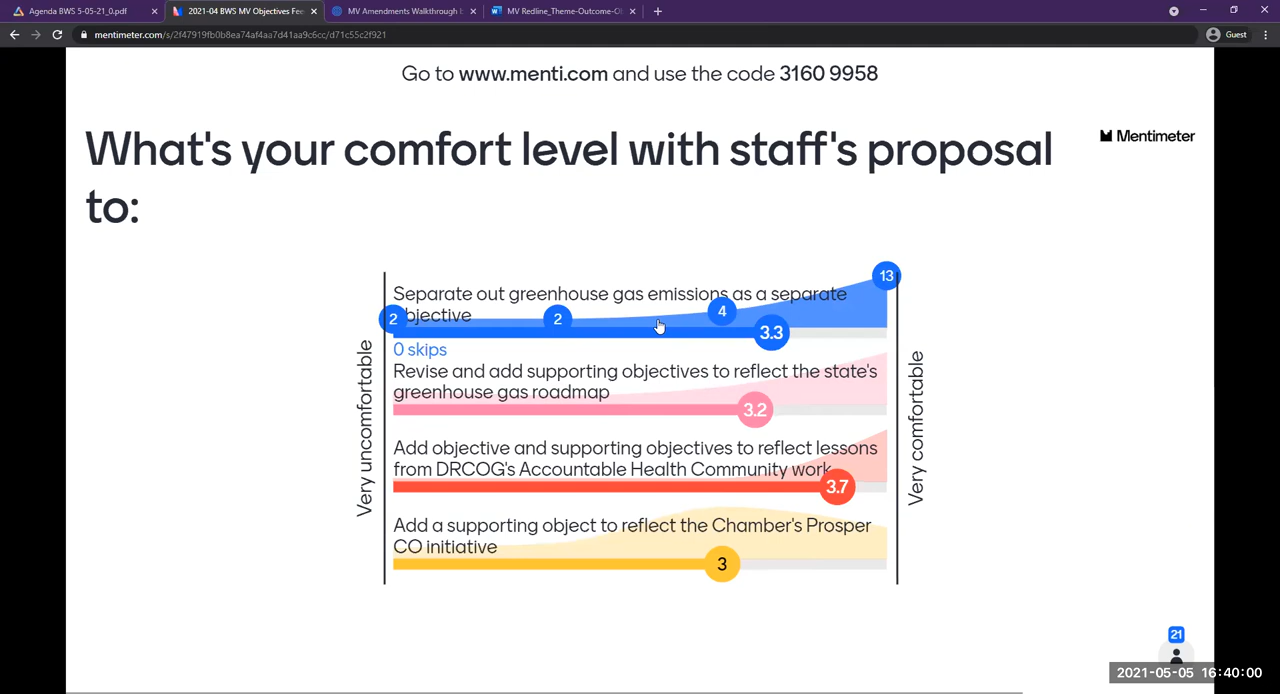 Agenda BWS 5-05-21_0.pdf
2021-04 BWS MV Objectives Fee
MV Amendments Walkthrough
MV Redline_Theme-Outcome-O
mentimeter.com/s/2f47919fb0b8ea74af4aa7d41aa9c6cc/d71c55c2f921
Guest
Go to www.menti.com and use the code 3160 9958
What's your comfort level with staff's proposal
to:
Mentimeter
Very uncomfortable
Separate out greenhouse gas emissions as a separate
objective
2
2
4
13
3.3
0 skips
Revise and add supporting objectives to reflect the state's
greenhouse gas roadmap
3.2
Add objective and supporting objectives to reflect lessons
from DRCOG's Accountable Health Community work
3.7
Add a supporting object to reflect the Chamber's Prosper
CO initiative
3
Very comfortable
21
2021-05-05 16:40:00